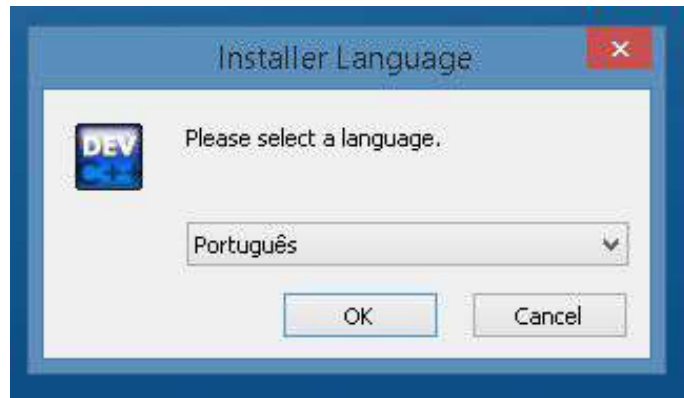 Installer Language
DEV
C++
Please select a language.
Português
OK
Cancel